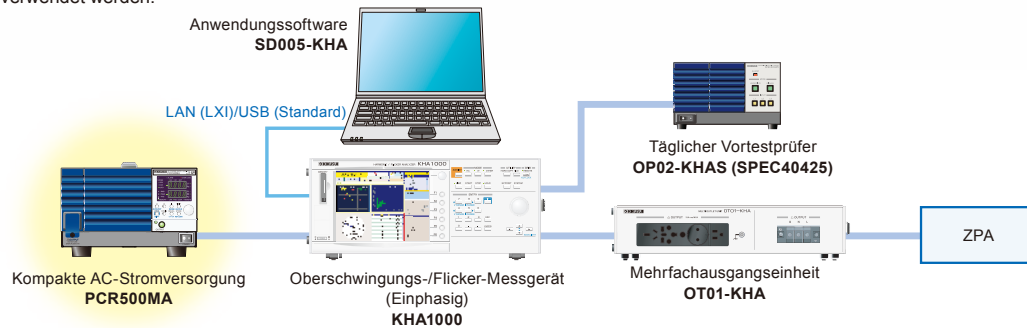 verwendet werden.
Anwendungssoftware
SD005-KHA
LAN (LXI)/USB (Standard)
KHA1000
Täglicher Vortestprüfer
OP02-KHAS (SPEC40425)
OT01-KHA
ZPA
Kompakte AC-Stromversorgung
PCR500MA
Oberschwingungs-/Flicker-Messgerät
(Einphasig)
KHA1000
Mehrfachausgangseinheit
OT01-KHA